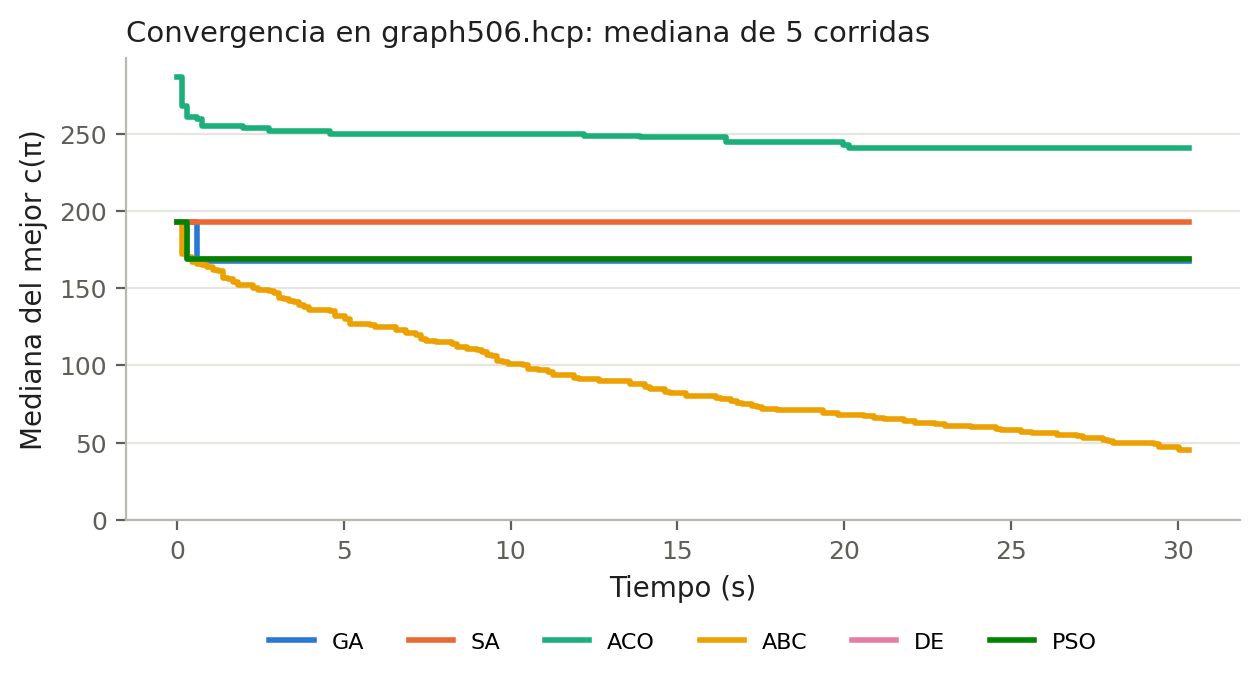 Convergencia en graph506.hcp: mediana de 5 corridas
Mediana del mejor c(π)
250
200
150
100
50
0
0 5 10 15 20 25 30
Tiempo (s)
GA SA ACO ABC DE PSO